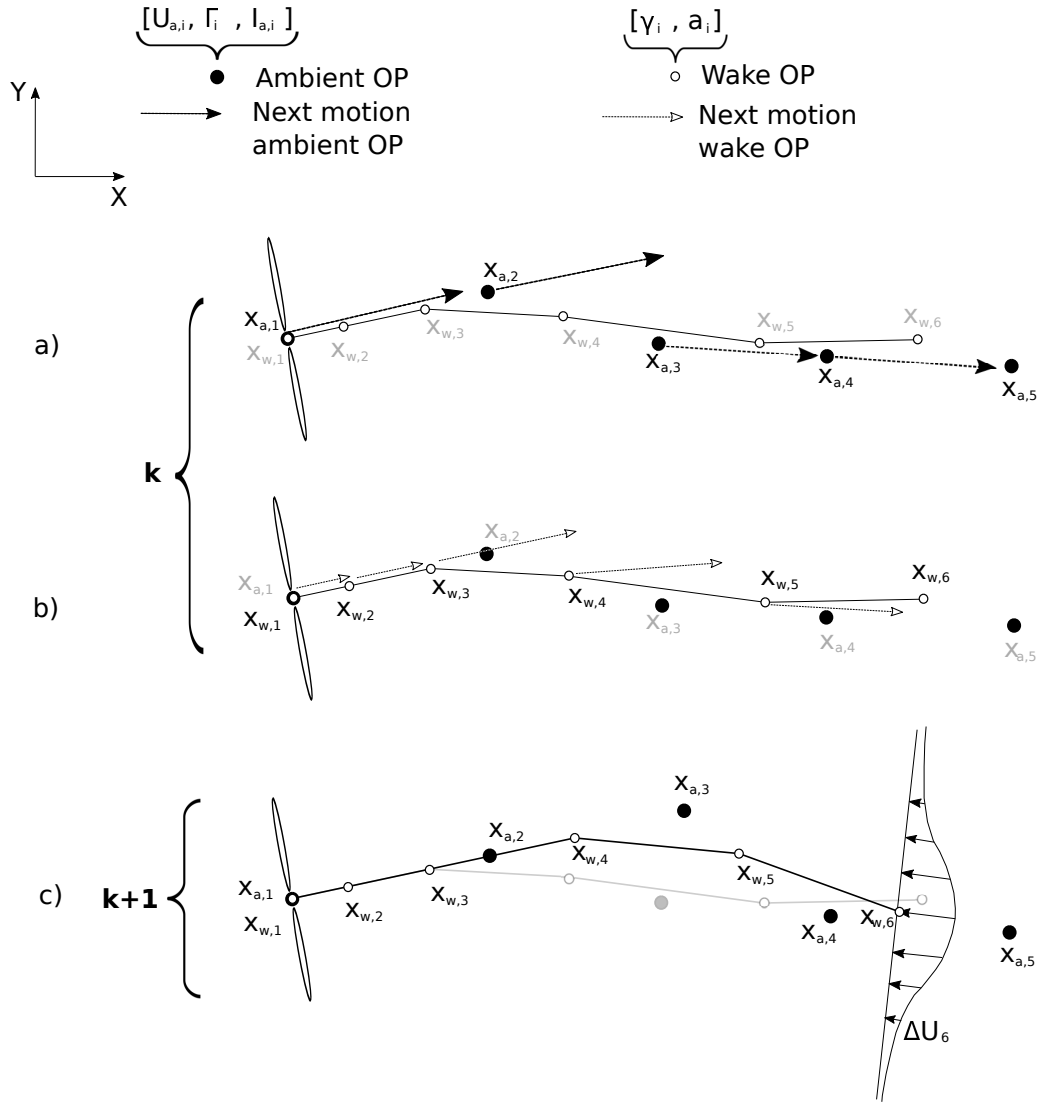 [U_{a,i}, Γ_i , I_{a,i} ]
[γ_i , a_i]
Ambient OP
Next motion
ambient OP
Wake OP
Next motion
wake OP
Y
X
a)
k
x_{a,1}
x_{w,1}
x_{w,2}
x_{w,3}
x_{a,2}
x_{w,4}
x_{a,3}
x_{w,5}
x_{a,4}
x_{w,6}
x_{a,5}
b)
x_{a,1}
x_{w,1}
x_{w,2}
x_{w,3}
x_{a,2}
x_{w,4}
x_{a,3}
x_{w,5}
x_{a,4}
x_{w,6}
x_{a,5}
c)
k+1
x_{a,1}
x_{w,1}
x_{w,2}
x_{w,3}
x_{a,2}
x_{w,4}
x_{a,3}
x_{w,5}
x_{a,4}
x_{w,6}
x_{a,5}
ΔU_6